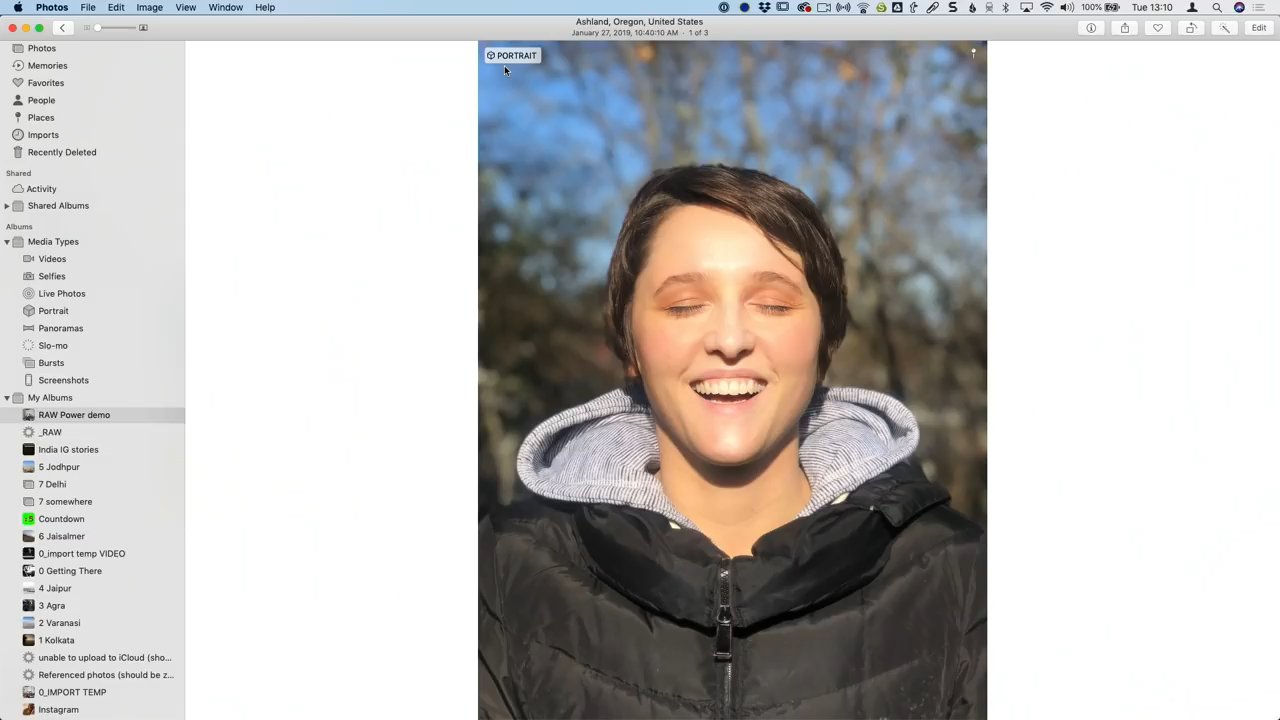 Photos File Edit Image View Window Help
100% Tue 13:10
Ashland, Oregon, United States
January 27, 2019, 10:40:10 AM · 1 of 3
Edit
Photos
Memories
Favorites
People
Places
Imports
Recently Deleted
Shared
Activity
Shared Albums
Albums
Media Types
Videos
Selfies
Live Photos
Portrait
Panoramas
Slo-mo
Bursts
Screenshots
My Albums
RAW Power demo
_RAW
India IG stories
5 Jodhpur
7 Delhi
7 somewhere
Countdown
6 Jaisalmer
0_import temp VIDEO
0 Getting There
4 Jaipur
3 Agra
2 Varanasi
1 Kolkata
unable to upload to iCloud (sho...
Referenced photos (should be z...
0_IMPORT TEMP
Instagram
PORTRAIT